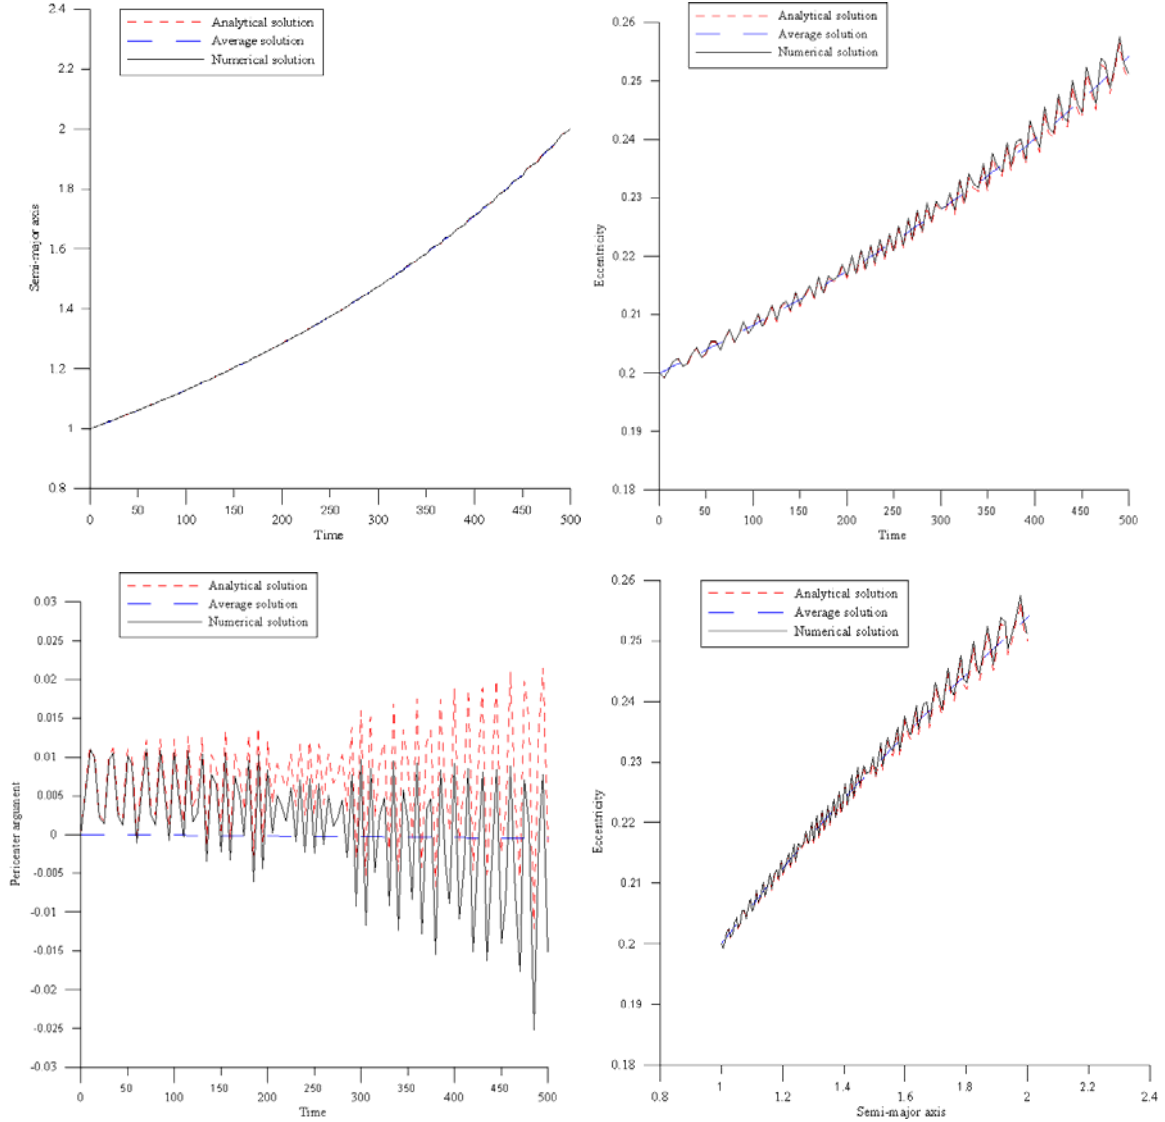 2.4
2.2
2
1.8
1.6
1.4
1.2
1
0.8
Semi-major axis
Analytical solution
Average solution
Numerical solution
0 50 100 150 200 250 300 350 400 450 500
Time
0.26
0.25
0.24
0.23
0.22
0.21
0.2
0.19
0.18
Eccentricity
Analytical solution
Average solution
Numerical solution
0 50 100 150 200 250 300 350 400 450 500
Time
0.03
0.025
0.02
0.015
0.01
0.005
0
-0.005
-0.01
-0.015
-0.02
-0.025
-0.03
Pericenter argument
Analytical solution
Average solution
Numerical solution
0 50 100 150 200 250 300 350 400 450 500
Time
0.26
0.25
0.24
0.23
0.22
0.21
0.2
0.19
0.18
Eccentricity
Analytical solution
Average solution
Numerical solution
0.8 1 1.2 1.4 1.6 1.8 2 2.2 2.4
Semi-major axis